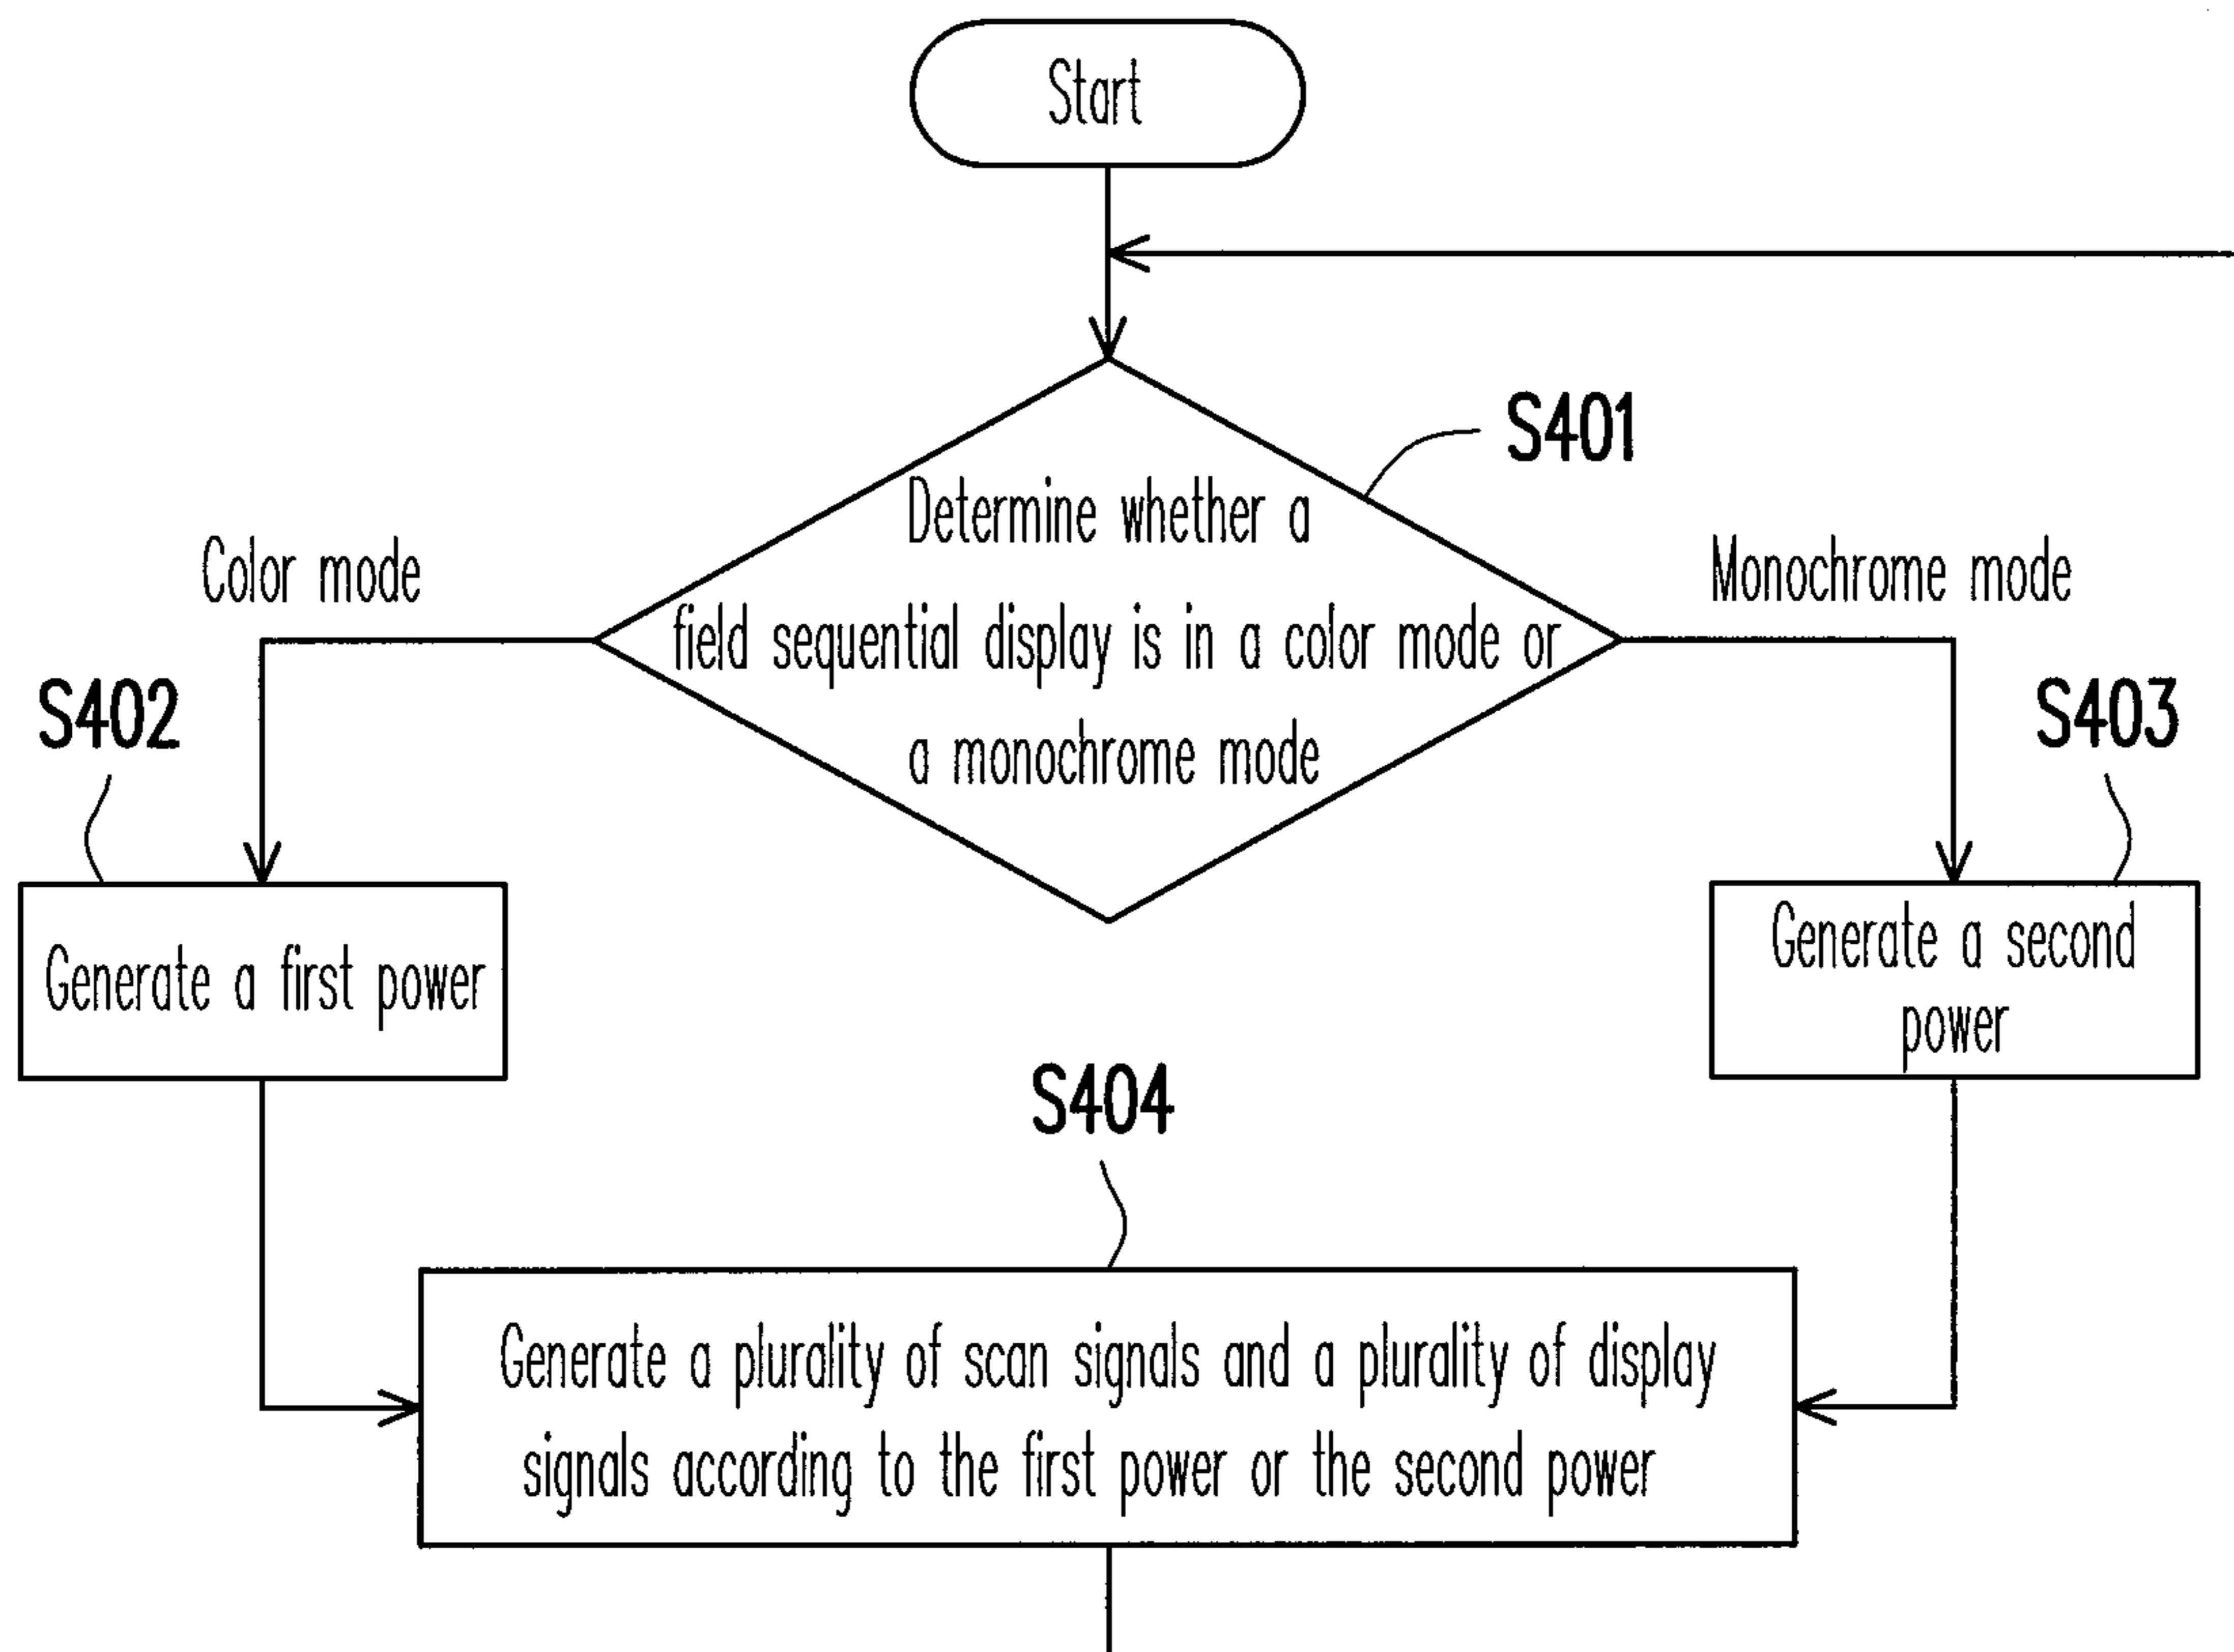 Start
S401
Determine whether a
field sequential display is in a color mode or
a monochrome mode
Color mode
Monochrome mode
S402
S403
Generate a first power
Generate a second
power
S404
Generate a plurality of scan signals and a plurality of display
signals according to the first power or the second power